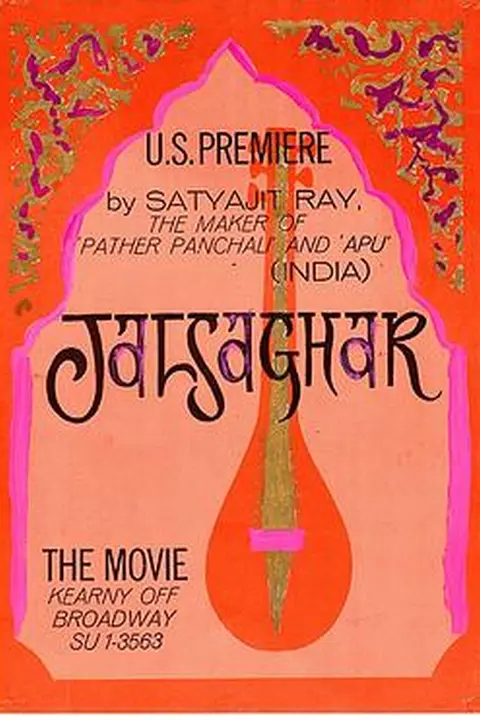 U.S. PREMIERE
by SATYAJIT RAY,
THE MAKER OF
'PATHER PANCHALI' AND 'APU'
(INDIA)
JaLSaGHaR
THE MOVIE
KEARNY OFF
BROADWAY
SU 1-3563